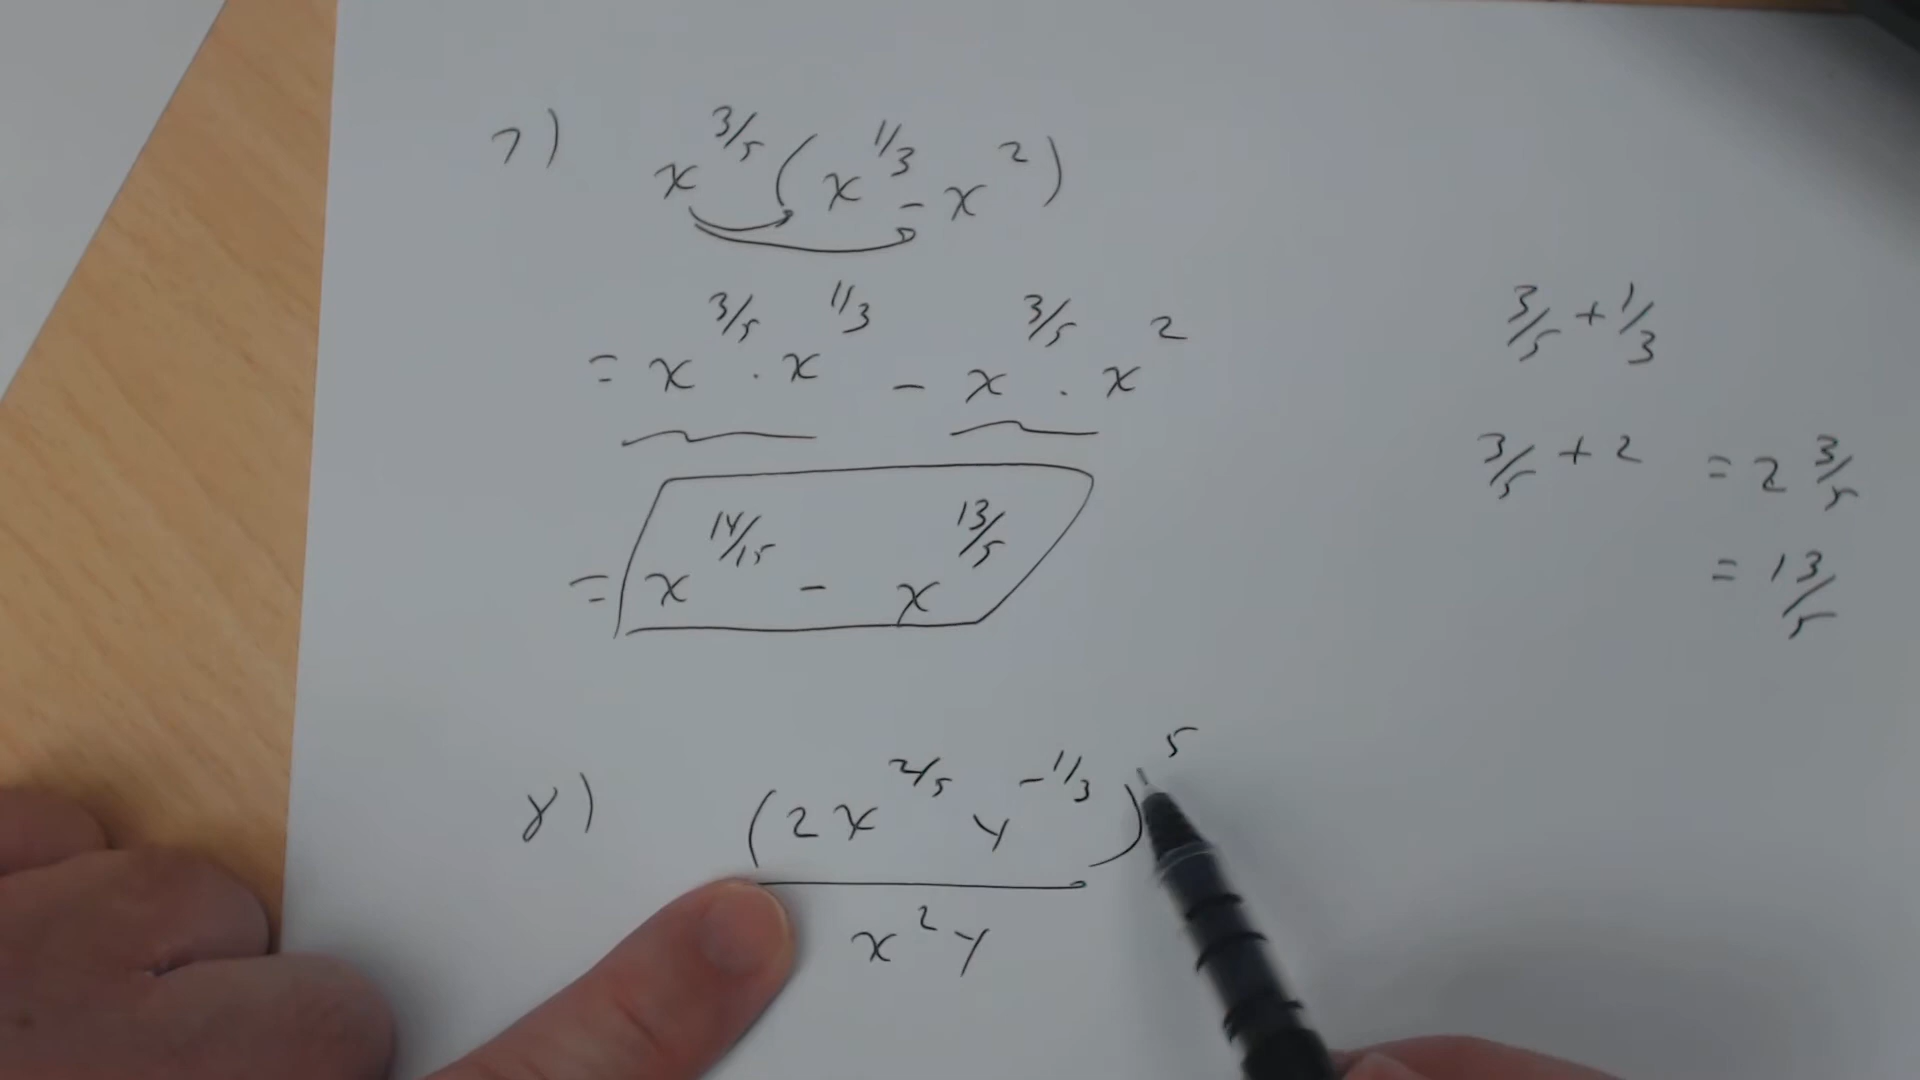 7) x^3/5 (x^1/3 - x^2)
= x^3/5 · x^1/3 - x^3/5 · x^2
= x^14/15 - x^13/5
3/5 + 1/3
3/5 + 2 = 2 3/5
= 13/5
8) (2x^2/5 y^-1/3)^5
x^2 y